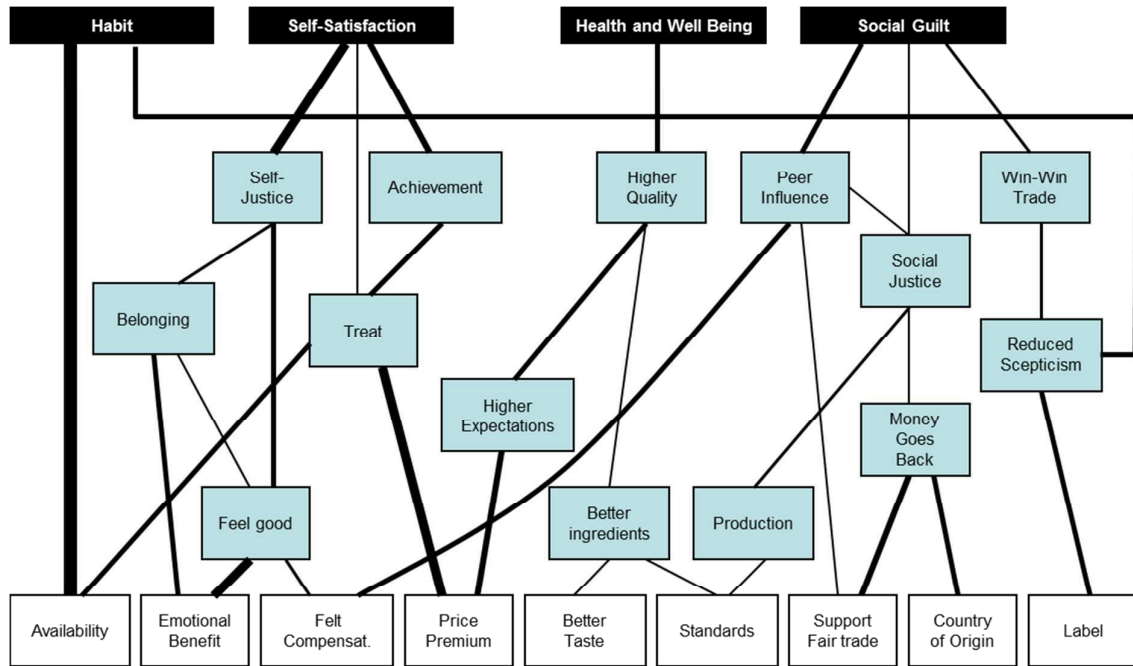 Habit
Self-Satisfaction
Health and Well Being
Social Guilt
Self-
Justice
Achievement
Higher
Quality
Peer
Influence
Win-Win
Trade
Social
Justice
Belonging
Treat
Reduced
Scepticism
Higher
Expectations
Money
Goes
Back
Feel good
Better
ingredients
Production
Availability
Emotional
Benefit
Felt
Compensat.
Price
Premium
Better
Taste
Standards
Support
Fair trade
Country
of Origin
Label